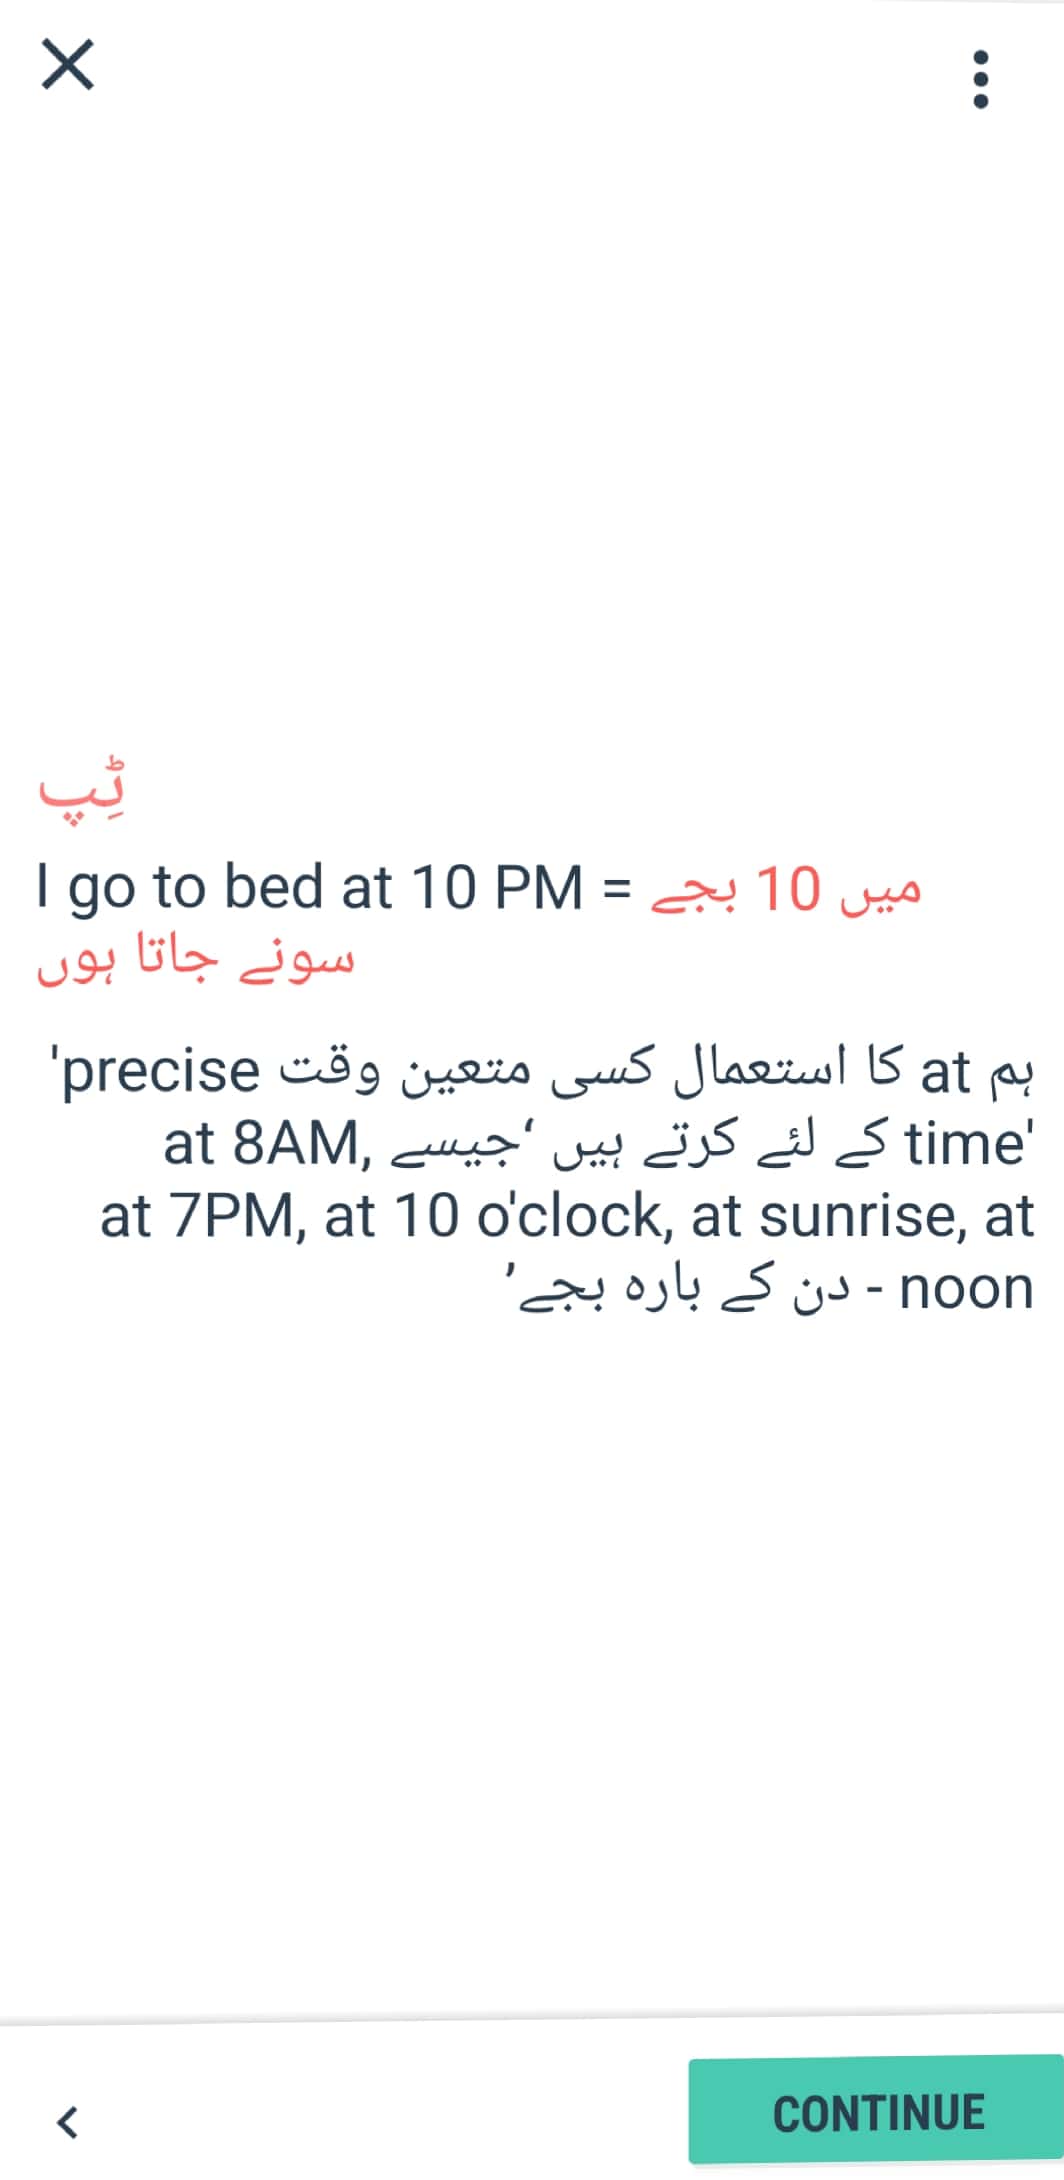 ٹِپ
I go to bed at 10 PM = میں 10 بجے
سونے جاتا ہوں
ہم at کا استعمال کسی متعین وقت 'precise
time' کے لئے کرتے ہیں ‘جیسے at 8AM,
at 7PM, at 10 o'clock, at sunrise, at
noon - دن کے بارہ بجے’
CONTINUE